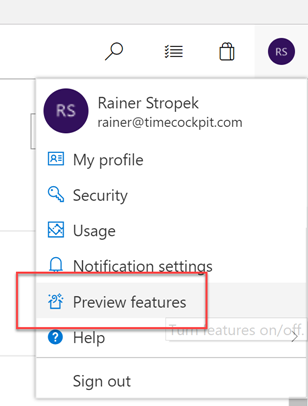 RS
RS
Rainer Stropek
rainer@timecockpit.com
My profile
Security
Usage
Notification settings
Preview features
Turn features on/off.
Help
Sign out